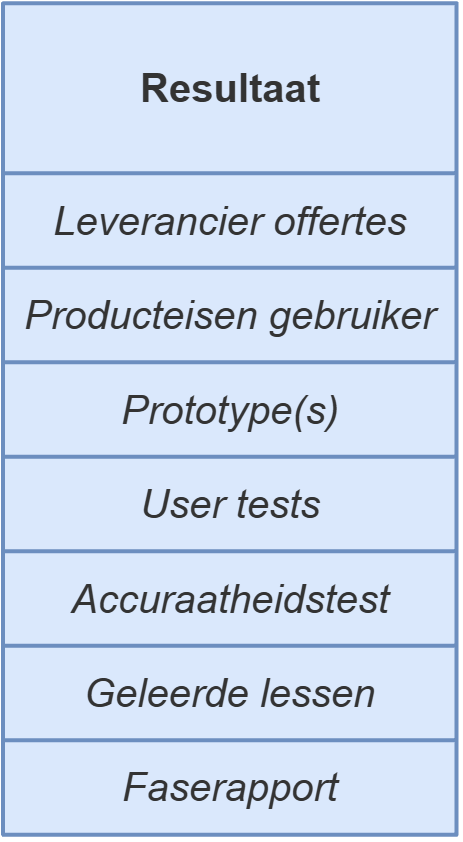 Resultaat
Leverancier offertes
Producteisen gebruiker
Prototype(s)
User tests
Accuraatheidstest
Geleerde lessen
Faserapport